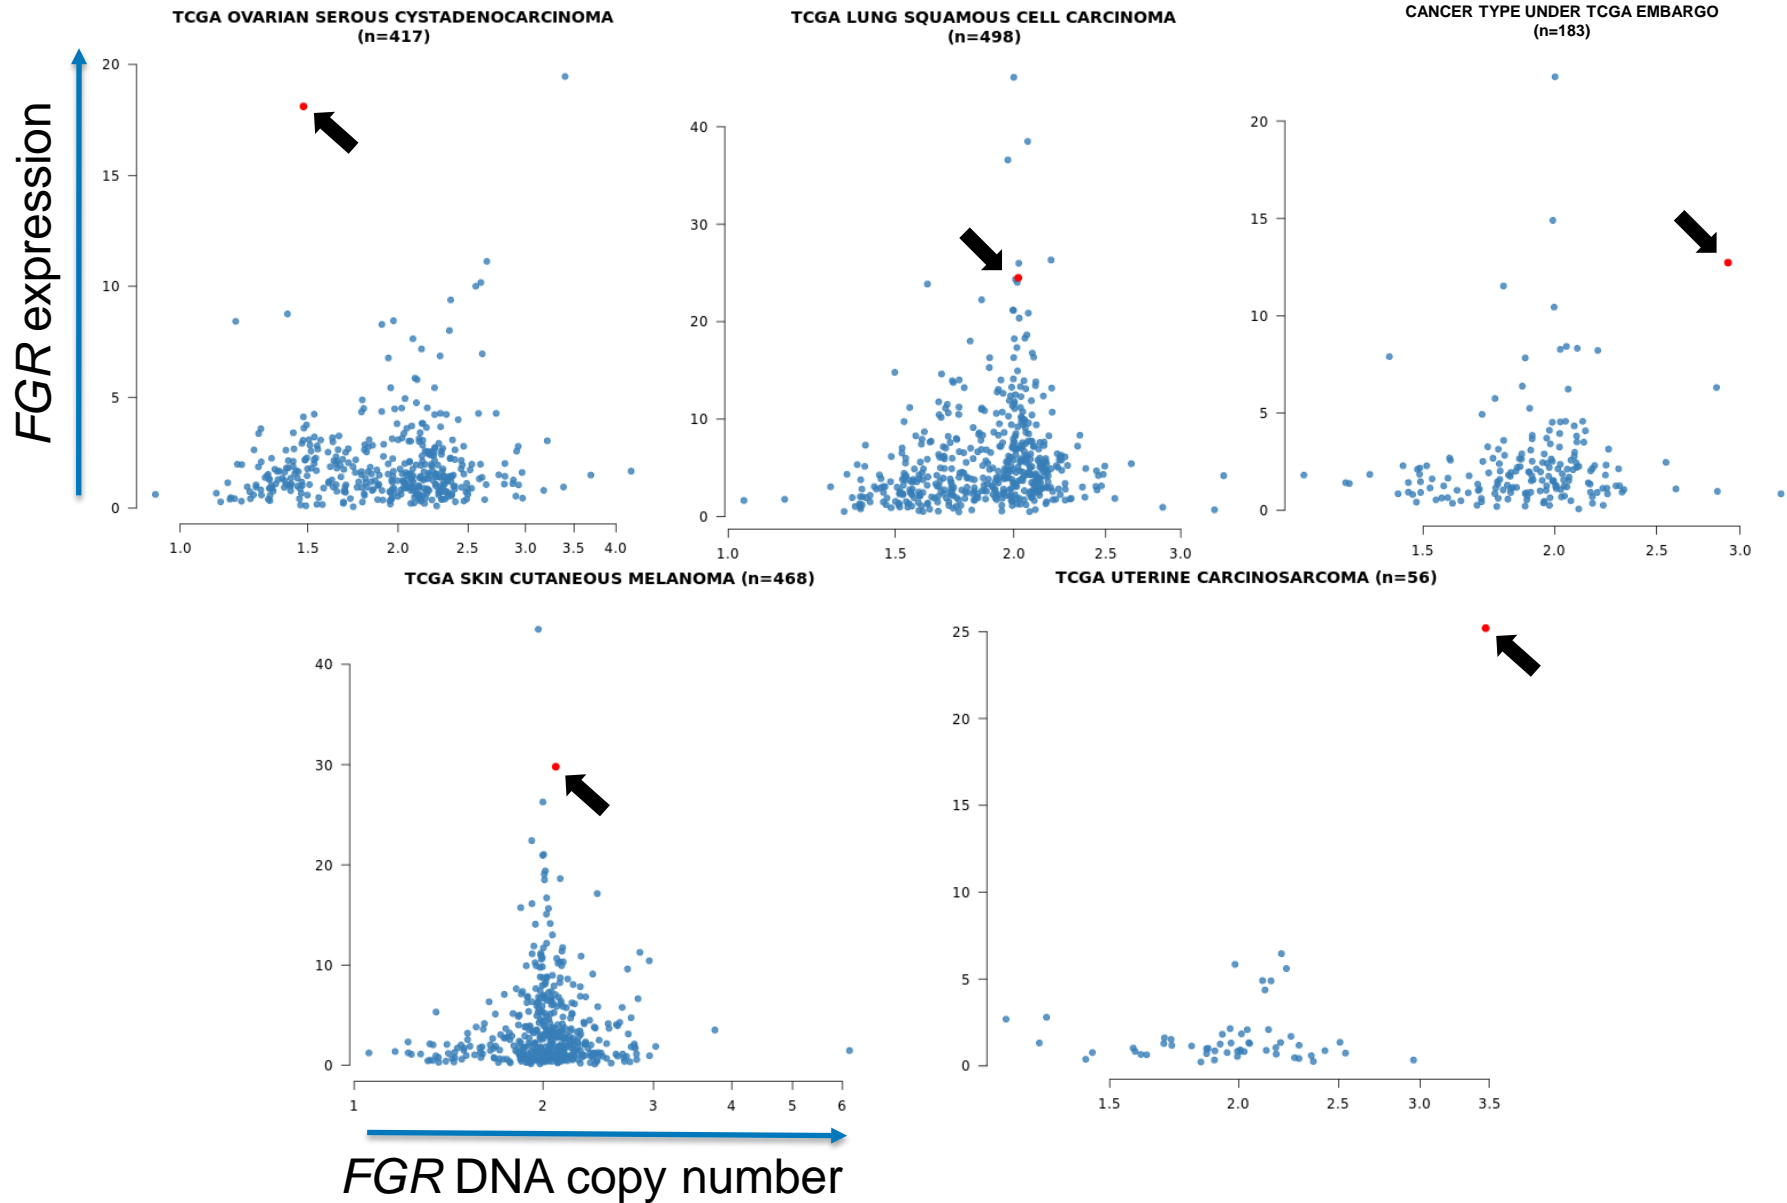 TCGA OVARIAN SEROUS CYSTADENOCARCINOMA
(n=417)
TCGA LUNG SQUAMOUS CELL CARCINOMA
(n=498)
CANCER TYPE UNDER TCGA EMBARGO
(n=183)
FGR expression
20
15
10
5
0
1.0 1.5 2.0 2.5 3.0 3.5 4.0
40
30
20
10
0
1.0 1.5 2.0 2.5 3.0
20
15
10
5
0
1.5 2.0 2.5 3.0
TCGA SKIN CUTANEOUS MELANOMA (n=468)
40
30
20
10
0
1 2 3 4 5 6
TCGA UTERINE CARCINOSARCOMA (n=56)
25
20
15
10
5
0
1.5 2.0 2.5 3.0 3.5
FGR DNA copy number